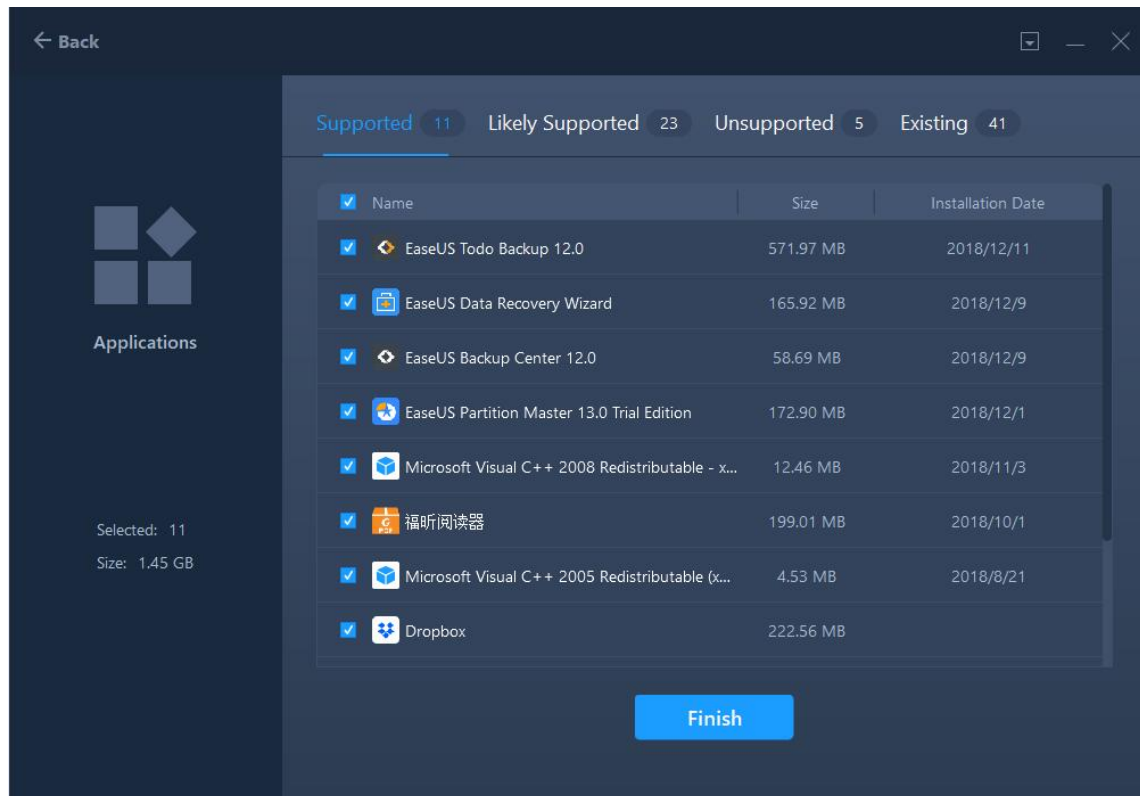 Back
Supported 11 Likely Supported 23 Unsupported 5 Existing 41
Name Size Installation Date
EaseUS Todo Backup 12.0 571.97 MB 2018/12/11
EaseUS Data Recovery Wizard 165.92 MB 2018/12/9
EaseUS Backup Center 12.0 58.69 MB 2018/12/9
EaseUS Partition Master 13.0 Trial Edition 172.90 MB 2018/12/1
Microsoft Visual C++ 2008 Redistributable - x... 12.46 MB 2018/11/3
福昕阅读器 199.01 MB 2018/10/1
Microsoft Visual C++ 2005 Redistributable (x... 4.53 MB 2018/8/21
Dropbox 222.56 MB
Applications
Selected: 11
Size: 1.45 GB
Finish